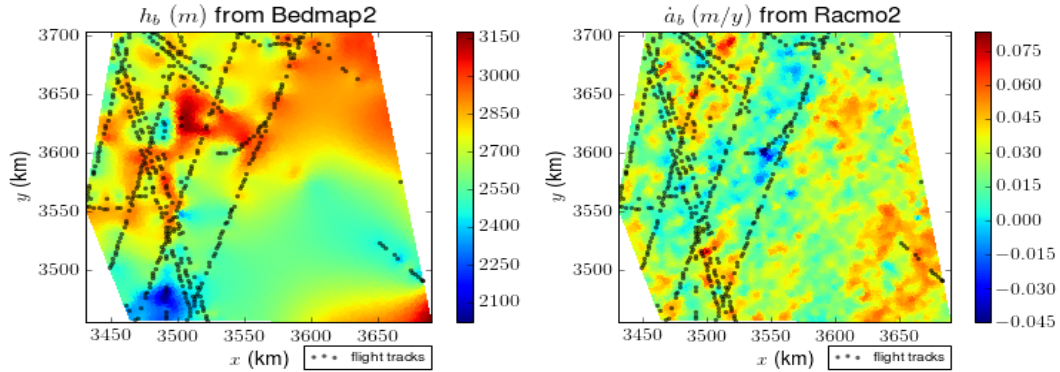 h_b (m) from Bedmap2
3700
3650
3600
3550
3500
y (km)
3450 3500 3550 3600 3650
x (km)
flight tracks
3150
3000
2850
2700
2550
2400
2250
2100
ȧ_b (m/y) from Racmo2
3700
3650
3600
3550
3500
y (km)
3450 3500 3550 3600 3650
x (km)
flight tracks
0.075
0.060
0.045
0.030
0.015
0.000
−0.015
−0.030
−0.045